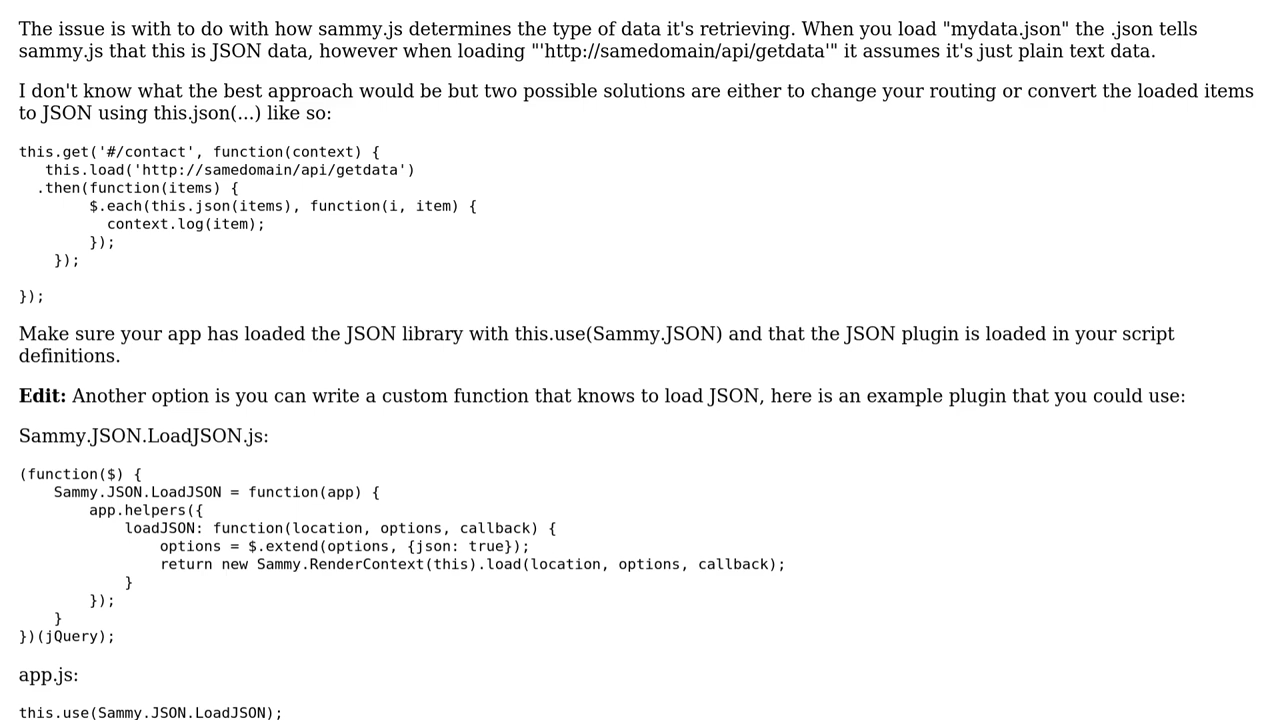 The issue is with to do with how sammy.js determines the type of data it's retrieving. When you load "mydata.json" the .json tells
sammy.js that this is JSON data, however when loading "'http://samedomain/api/getdata'" it assumes it's just plain text data.
I don't know what the best approach would be but two possible solutions are either to change your routing or convert the loaded items
to JSON using this.json(...) like so:
this.get('#/contact', function(context) {
   this.load('http://samedomain/api/getdata')
  .then(function(items) {
        $.each(this.json(items), function(i, item) {
          context.log(item);
        });
    });
});
Make sure your app has loaded the JSON library with this.use(Sammy.JSON) and that the JSON plugin is loaded in your script
definitions.
Edit: Another option is you can write a custom function that knows to load JSON, here is an example plugin that you could use:
Sammy.JSON.LoadJSON.js:
(function($) {
    Sammy.JSON.LoadJSON = function(app) {
        app.helpers({
            loadJSON: function(location, options, callback) {
                options = $.extend(options, {json: true});
                return new Sammy.RenderContext(this).load(location, options, callback);
            }
        });
    }
})(jQuery);
app.js:
this.use(Sammy.JSON.LoadJSON);